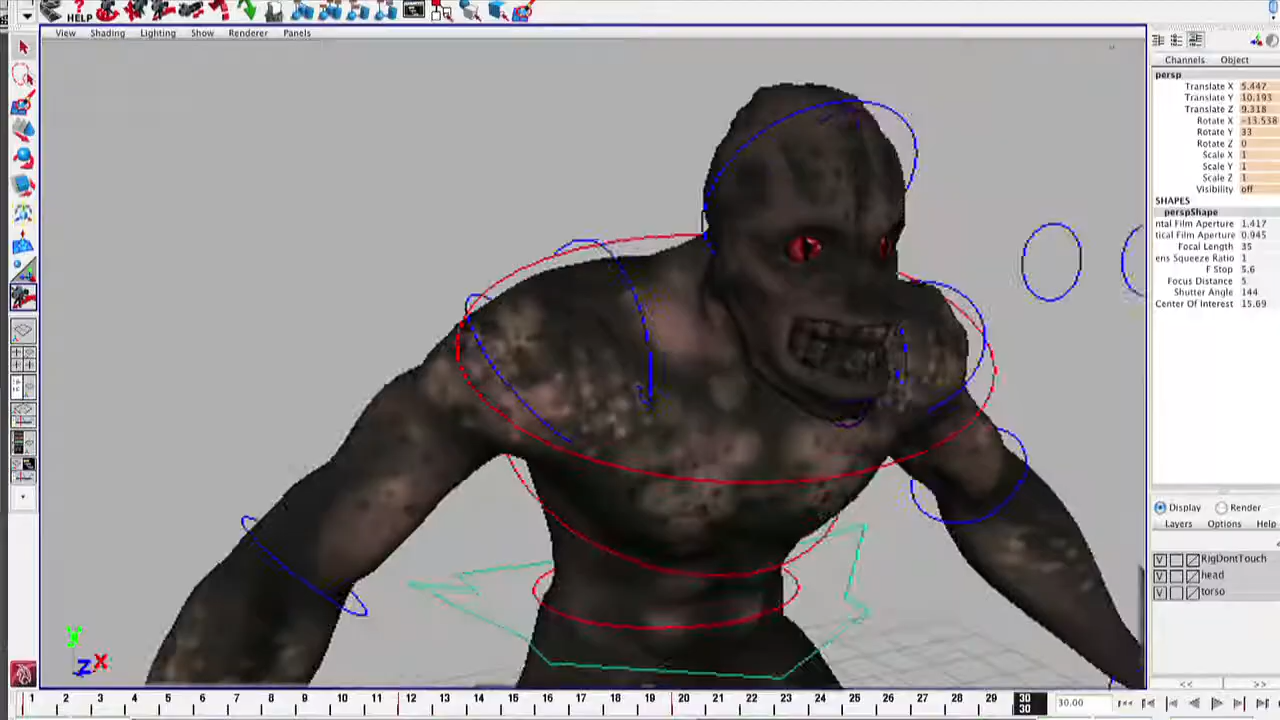 HELP
View Shading Lighting Show Renderer Panels
Channels Object
persp
Translate X 5.447
Translate Y 10.193
Translate Z 9.318
Rotate X -13.538
Rotate Y 33
Rotate Z 0
Scale X 1
Scale Y 1
Scale Z 1
Visibility off
SHAPES
perspShape
ntal Film Aperture 1.417
tical Film Aperture 0.945
Focal Length 35
ens Squeeze Ratio 1
F Stop 5.6
Focus Distance 5
Shutter Angle 144
Center Of Interest 15.69
Display Render
Layers Options Help
V RigDontTouch
V head
V torso
<< >>
Y
Z X
1 2 3 4 5 6 7 8 9 10 11 12 13 14 15 16 17 18 19 20 21 22 23 24 25 26 27 28 29 30 30.00
30